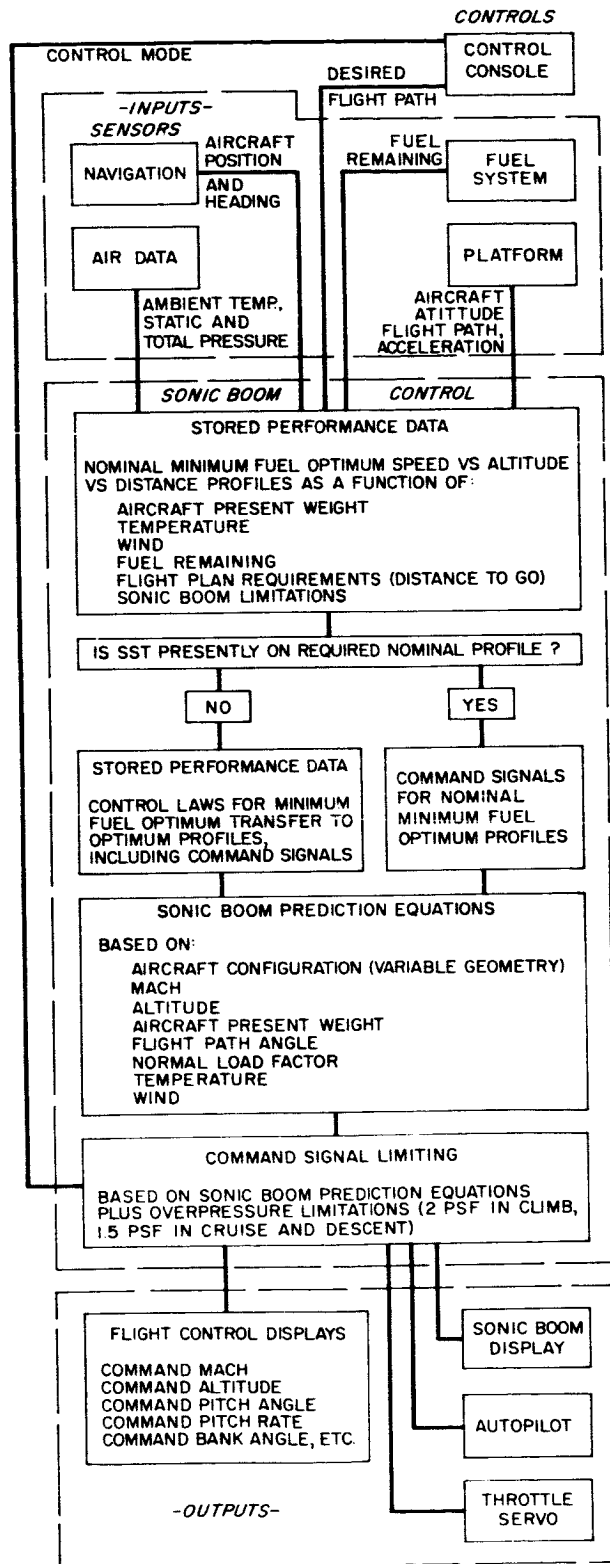 CONTROLS
CONTROL MODE
CONTROL
CONSOLE
DESIRED
FLIGHT PATH
-INPUTS-
SENSORS
NAVIGATION
AIRCRAFT
POSITION
AND
HEADING
FUEL
REMAINING
FUEL
SYSTEM
AIR DATA
PLATFORM
AMBIENT TEMP,
STATIC AND
TOTAL PRESSURE
AIRCRAFT
ATITTUDE
FLIGHT PATH,
ACCELERATION
SONIC BOOM CONTROL
STORED PERFORMANCE DATA
NOMINAL MINIMUM FUEL OPTIMUM SPEED VS ALTITUDE
VS DISTANCE PROFILES AS A FUNCTION OF:
AIRCRAFT PRESENT WEIGHT
TEMPERATURE
WIND
FUEL REMAINING
FLIGHT PLAN REQUIREMENTS (DISTANCE TO GO)
SONIC BOOM LIMITATIONS
IS SST PRESENTLY ON REQUIRED NOMINAL PROFILE ?
NO
YES
STORED PERFORMANCE DATA
CONTROL LAWS FOR MINIMUM
FUEL OPTIMUM TRANSFER TO
OPTIMUM PROFILES,
INCLUDING COMMAND SIGNALS
COMMAND SIGNALS
FOR NOMINAL
MINIMUM FUEL
OPTIMUM PROFILES
SONIC BOOM PREDICTION EQUATIONS
BASED ON:
AIRCRAFT CONFIGURATION (VARIABLE GEOMETRY)
MACH
ALTITUDE
AIRCRAFT PRESENT WEIGHT
FLIGHT PATH ANGLE
NORMAL LOAD FACTOR
TEMPERATURE
WIND
COMMAND SIGNAL LIMITING
BASED ON SONIC BOOM PREDICTION EQUATIONS
PLUS OVERPRESSURE LIMITATIONS (2 PSF IN CLIMB,
1.5 PSF IN CRUISE AND DESCENT)
FLIGHT CONTROL DISPLAYS
COMMAND MACH
COMMAND ALTITUDE
COMMAND PITCH ANGLE
COMMAND PITCH RATE
COMMAND BANK ANGLE, ETC.
SONIC BOOM
DISPLAY
AUTOPILOT
THROTTLE
SERVO
-OUTPUTS-